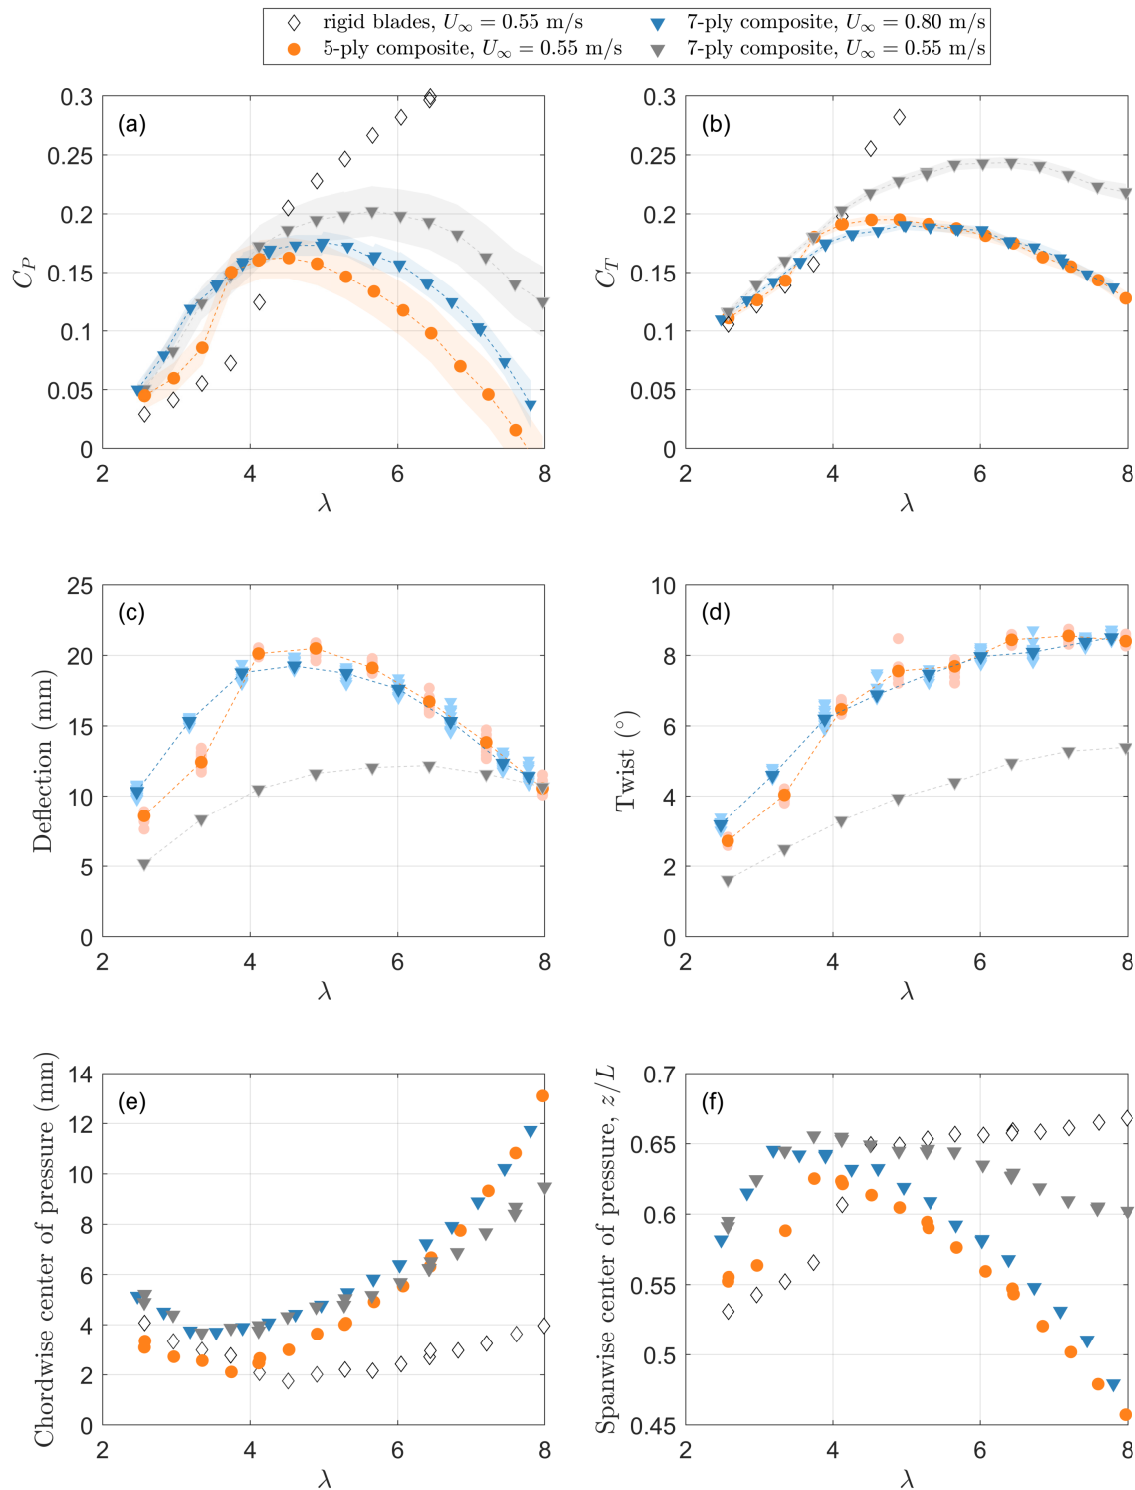 rigid blades, U∞ = 0.55 m/s
7-ply composite, U∞ = 0.80 m/s
5-ply composite, U∞ = 0.55 m/s
7-ply composite, U∞ = 0.55 m/s
(a)
C_P
0.3
0.25
0.2
0.15
0.1
0.05
0
2
4
6
8
λ
(b)
C_T
0.3
0.25
0.2
0.15
0.1
0.05
0
2
4
6
8
λ
(c)
Deflection (mm)
25
20
15
10
5
0
2
4
6
8
λ
(d)
Twist (°)
10
8
6
4
2
0
2
4
6
8
λ
(e)
Chordwise center of pressure (mm)
14
12
10
8
6
4
2
0
2
4
6
8
λ
(f)
Spanwise center of pressure, z/L
0.7
0.65
0.6
0.55
0.5
0.45
2
4
6
8
λ